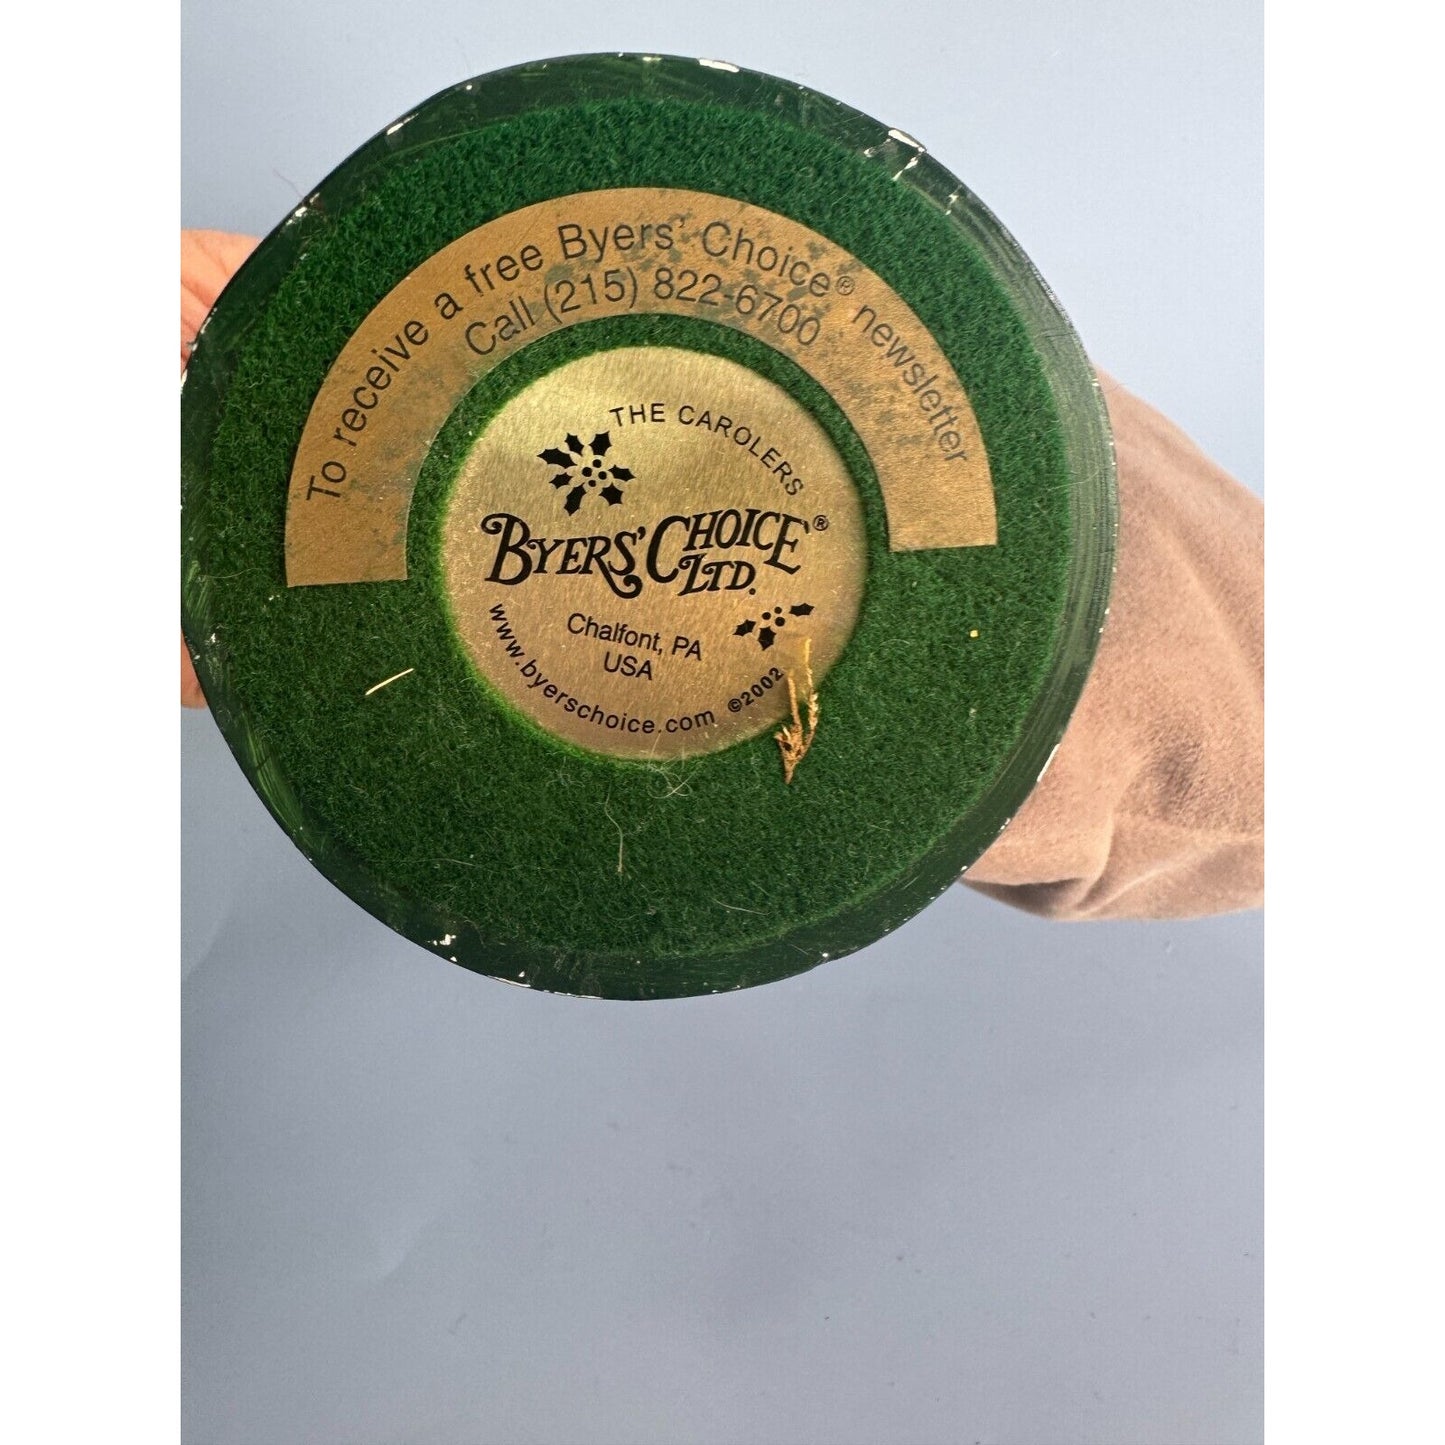 To receive a free Byers' Choice® newsletter
Call (215) 822-6700
THE CAROLERS
BYERS' CHOICE®
LTD.
Chalfont, PA
USA
www.byerschoice.com ©2002